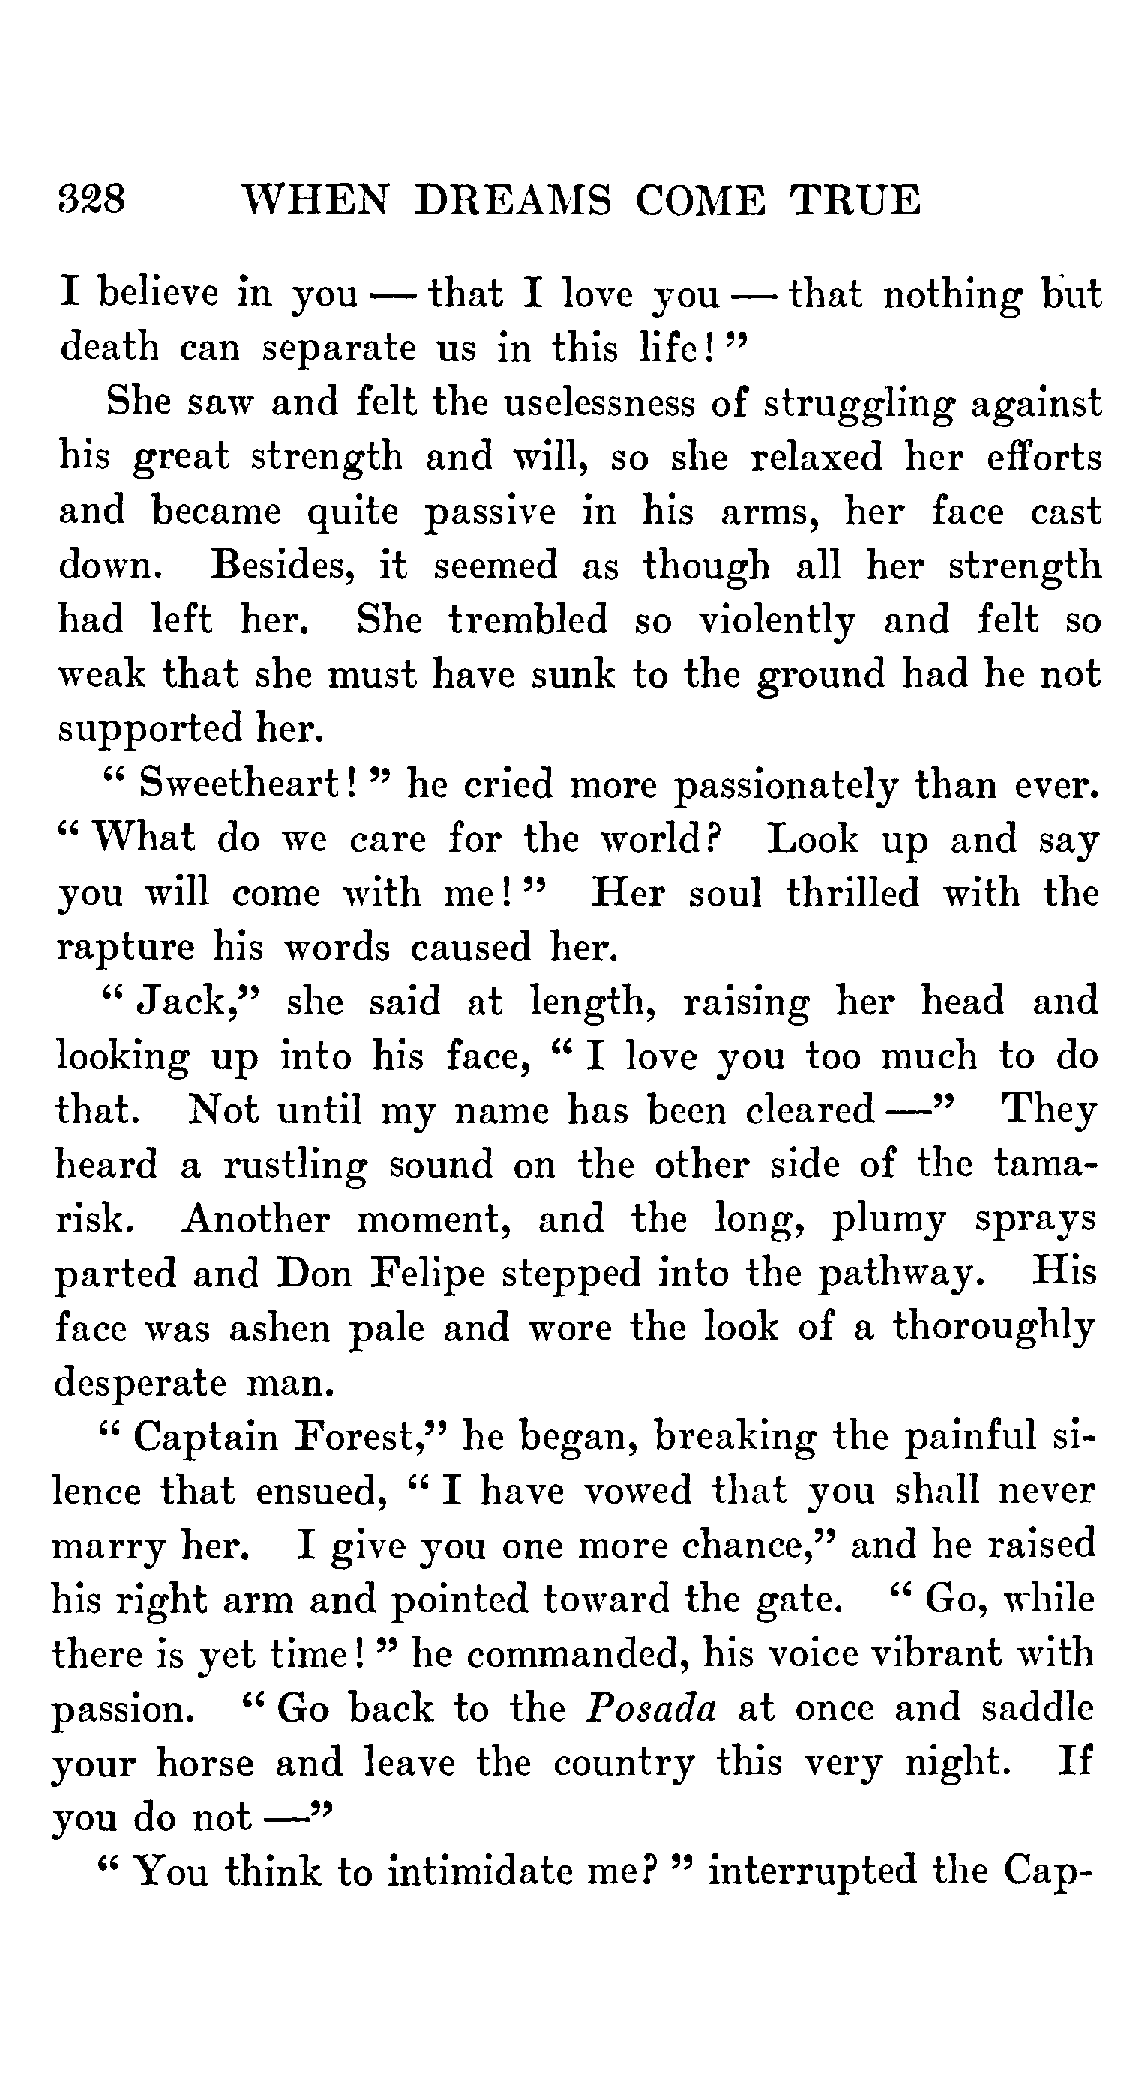 328 WHEN DREAMS COME TRUE
I believe in you — that I love you — that nothing but
death can separate us in this life! ”
She saw and felt the uselessness of struggling against
his great strength and will, so she relaxed her efforts
and became quite passive in his arms, her face cast
down. Besides, it seemed as though all her strength
had left her. She trembled so violently and felt so
weak that she must have sunk to the ground had he not
supported her.
“ Sweetheart! ” he cried more passionately than ever.
“ What do we care for the world? Look up and say
you will come with me! ” Her soul thrilled with the
rapture his words caused her.
“ Jack,” she said at length, raising her head and
looking up into his face, “ I love you too much to do
that. Not until my name has been cleared —” They
heard a rustling sound on the other side of the tama-
risk. Another moment, and the long, plumy sprays
parted and Don Felipe stepped into the pathway. His
face was ashen pale and wore the look of a thoroughly
desperate man.
“ Captain Forest,” he began, breaking the painful si-
lence that ensued, “ I have vowed that you shall never
marry her. I give you one more chance,” and he raised
his right arm and pointed toward the gate. “ Go, while
there is yet time! ” he commanded, his voice vibrant with
passion. “ Go back to the Posada at once and saddle
your horse and leave the country this very night. If
you do not —”
“ You think to intimidate me? ” interrupted the Cap-